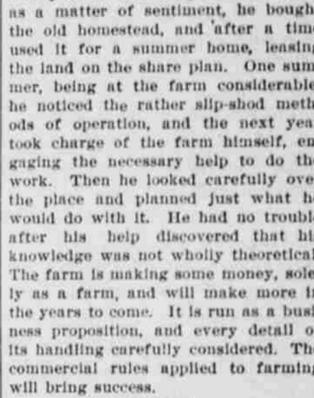 as a matter of sentiment, he bough
the old homestead, and after a tim
used it for a summer home, leasing
the land on the share plan. One sum
mer, being at the farm considerable
he noticed the rather slip-shod meth
ods of operation, and the next yea
took charge of the farm himself, en
gaging the necessary help to do th
work. Then he looked carefully ove
the place and planned just what h
would do with it. He had no troubl
after his help discovered that hi
knowledge was not wholly theoretical
The farm is making some money, sole
ly as a farm, and will make more i
the years to come. It is run as a busi
ness proposition, and every detail o
its handling carefully considered. Th
commercial rules applied to farming
will bring success.